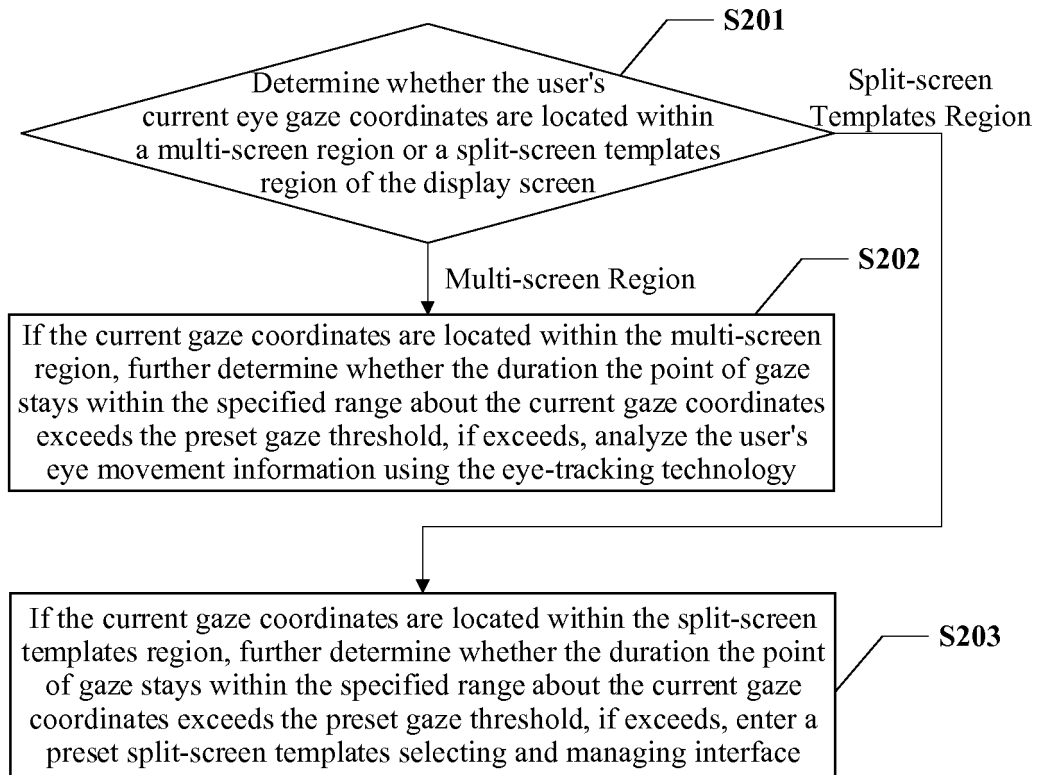 S201
Determine whether the user's
current eye gaze coordinates are located within
a multi-screen region or a split-screen templates
region of the display screen
Split-screen
Templates Region
Multi-screen Region
S202
If the current gaze coordinates are located within the multi-screen
region, further determine whether the duration the point of gaze
stays within the specified range about the current gaze coordinates
exceeds the preset gaze threshold, if exceeds, analyze the user's
eye movement information using the eye-tracking technology
If the current gaze coordinates are located within the split-screen
templates region, further determine whether the duration the point
of gaze stays within the specified range about the current gaze
coordinates exceeds the preset gaze threshold, if exceeds, enter a
preset split-screen templates selecting and managing interface
S203